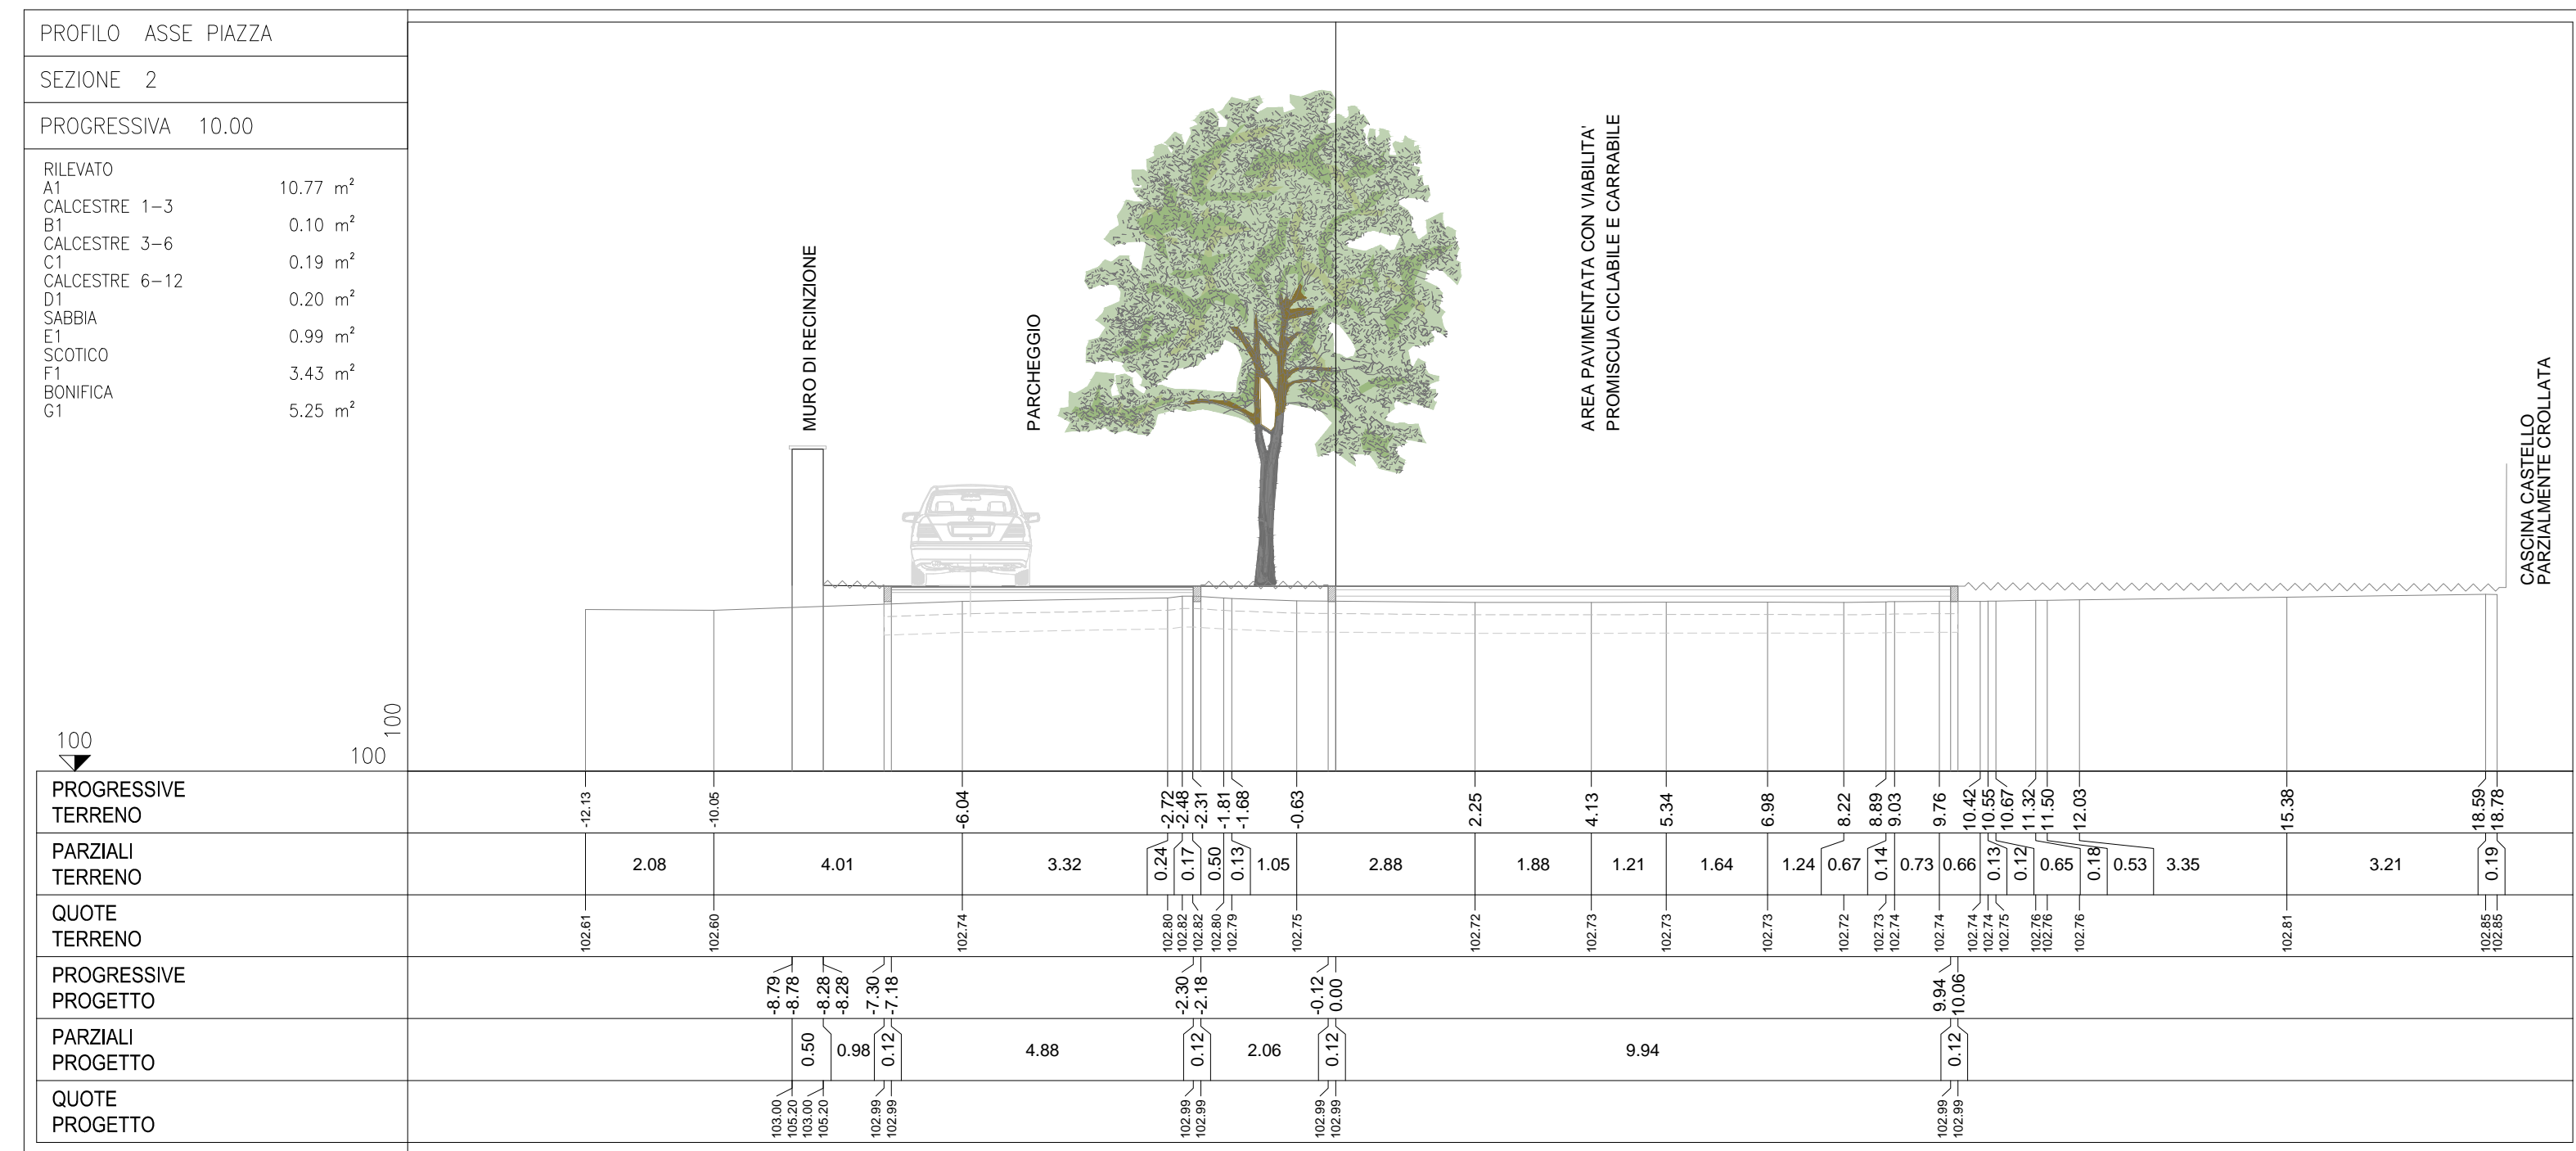 PROFILO ASSE PIAZZA
SEZIONE 2
PROGRESSIVA 10.00
RILEVATO
A1 10.77 m²
CALCESTRE 1-3
B1 0.10 m²
CALCESTRE 3-6
C1 0.19 m²
CALCESTRE 6-12
D1 0.20 m²
SABBIA
E1 0.99 m²
SCOTICO
F1 3.43 m²
BONIFICA
G1 5.25 m²
MURO DI RECINZIONE
PARCHEGGIO
AREA PAVIMENTATA CON VIABILITA'
PROMISCUA CICLABILE E CARRABILE
CASCINA CASTELLO
PARZIALMENTE CROLLATA
100
100
100
PROGRESSIVE
TERRENO
-12.13 -10.05 -6.04 -2.72 -2.48 -2.31 -1.81 -1.68 -0.63 2.25 4.13 5.34 6.98 8.22 8.89 9.03 9.76 10.42 10.55 10.67 11.32 11.50 12.03 15.38 18.59 18.78
PARZIALI
TERRENO
2.08 4.01 3.32 0.24 0.17 0.50 0.13 1.05 2.88 1.88 1.21 1.64 1.24 0.67 0.14 0.73 0.66 0.13 0.12 0.65 0.18 0.53 3.35 3.21 0.19
QUOTE
TERRENO
102.61 102.60 102.74 102.80 102.82 102.82 102.80 102.79 102.75 102.72 102.73 102.73 102.73 102.72 102.73 102.74 102.74 102.74 102.74 102.75 102.76 102.76 102.76 102.81 102.85 102.85
PROGRESSIVE
PROGETTO
-8.79 -8.78 -8.28 -8.28 -7.30 -7.18 -2.30 -2.18 -0.12 0.00 9.94 10.06
PARZIALI
PROGETTO
0.50 0.98 0.12 4.88 0.12 2.06 0.12 9.94 0.12
QUOTE
PROGETTO
103.00 105.20 103.00 105.20 102.99 102.99 102.99 102.99 102.99 102.99 102.99 102.99